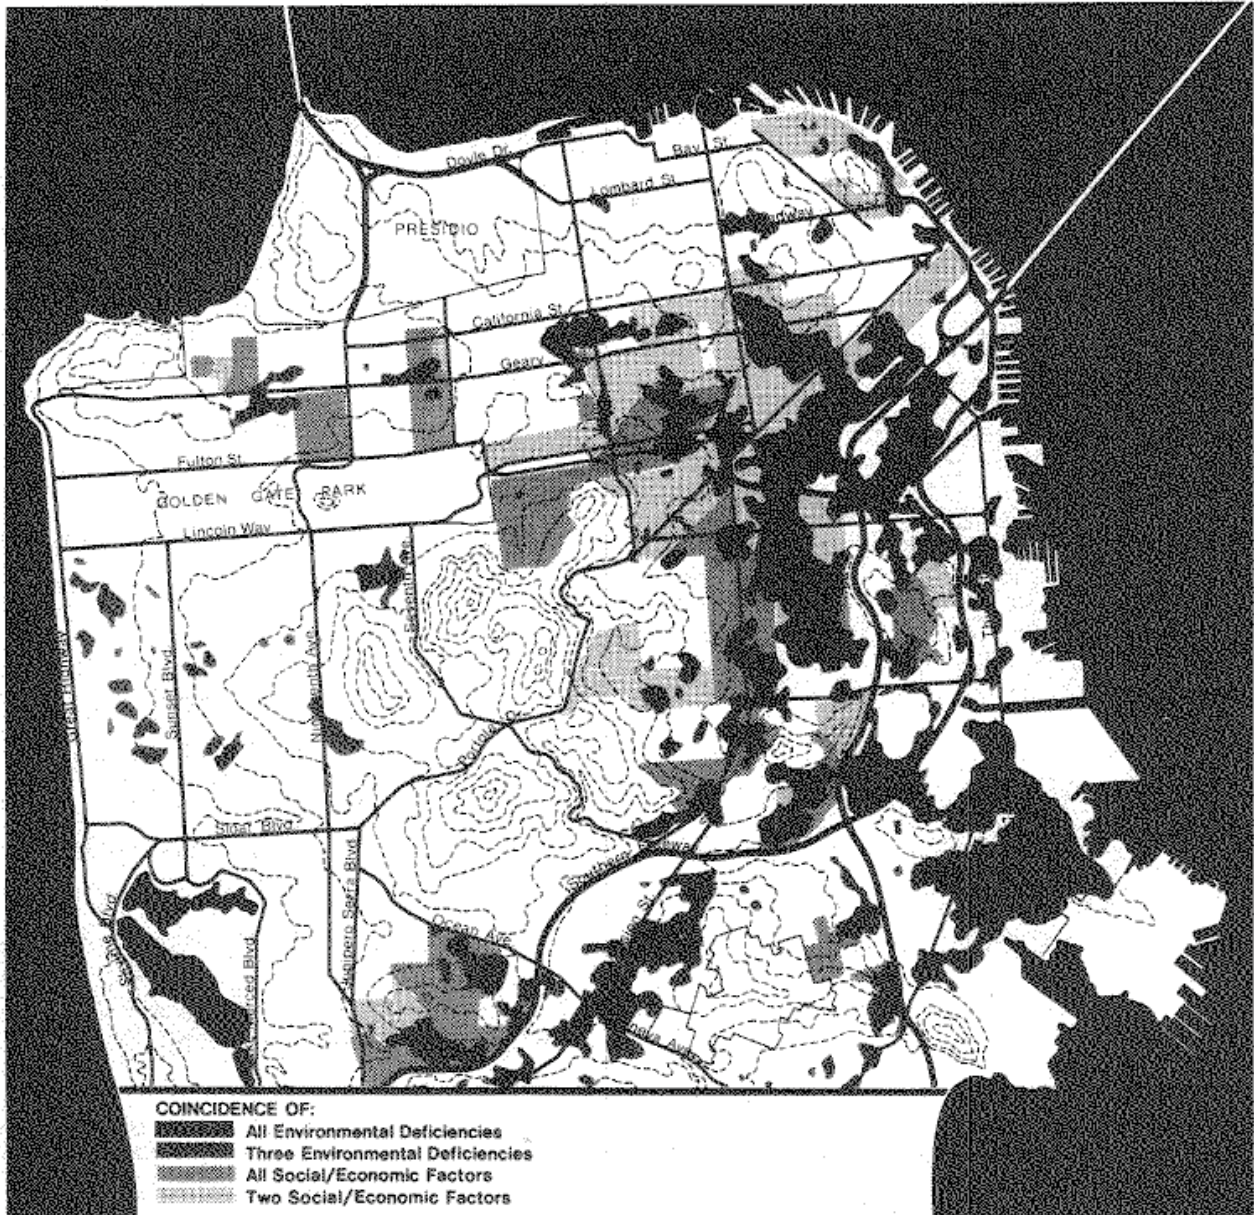 Doyle Dr.
Bay St.
Lombard St
PRESIDIO
California St.
Geary
Fulton St.
GOLDEN GATE PARK
Lincoln Way
Sunset Blvd
Sloat Blvd
Junipero Serra Blvd
Ocean Ave
COINCIDENCE OF:
All Environmental Deficiencies
Three Environmental Deficiencies
All Social/Economic Factors
Two Social/Economic Factors